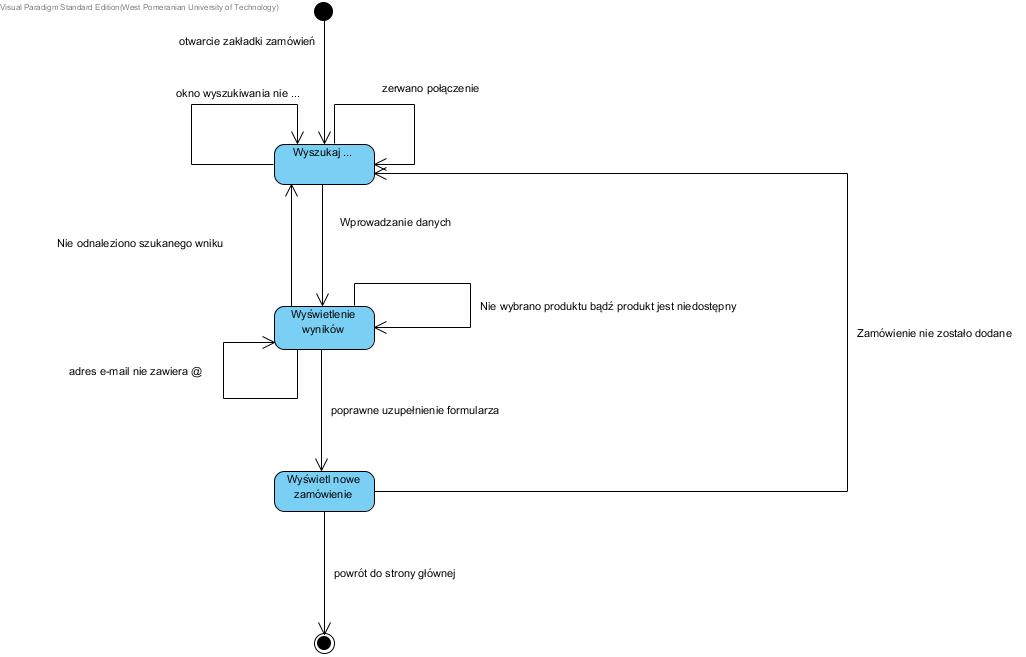 Visual Paradigm Standard Edition(West Pomeranian University of Technology)
otwarcie zakładki zamówień
zerwano połączenie
okno wyszukiwania nie ...
Wyszukaj ...
Wprowadzanie danych
Nie odnaleziono szukanego wniku
Nie wybrano produktu bądź produkt jest niedostępny
Wyświetlenie
wyników
Zamówienie nie zostało dodane
adres e-mail nie zawiera @
poprawne uzupełnienie formularza
Wyświetl nowe
zamówienie
powrót do strony głównej